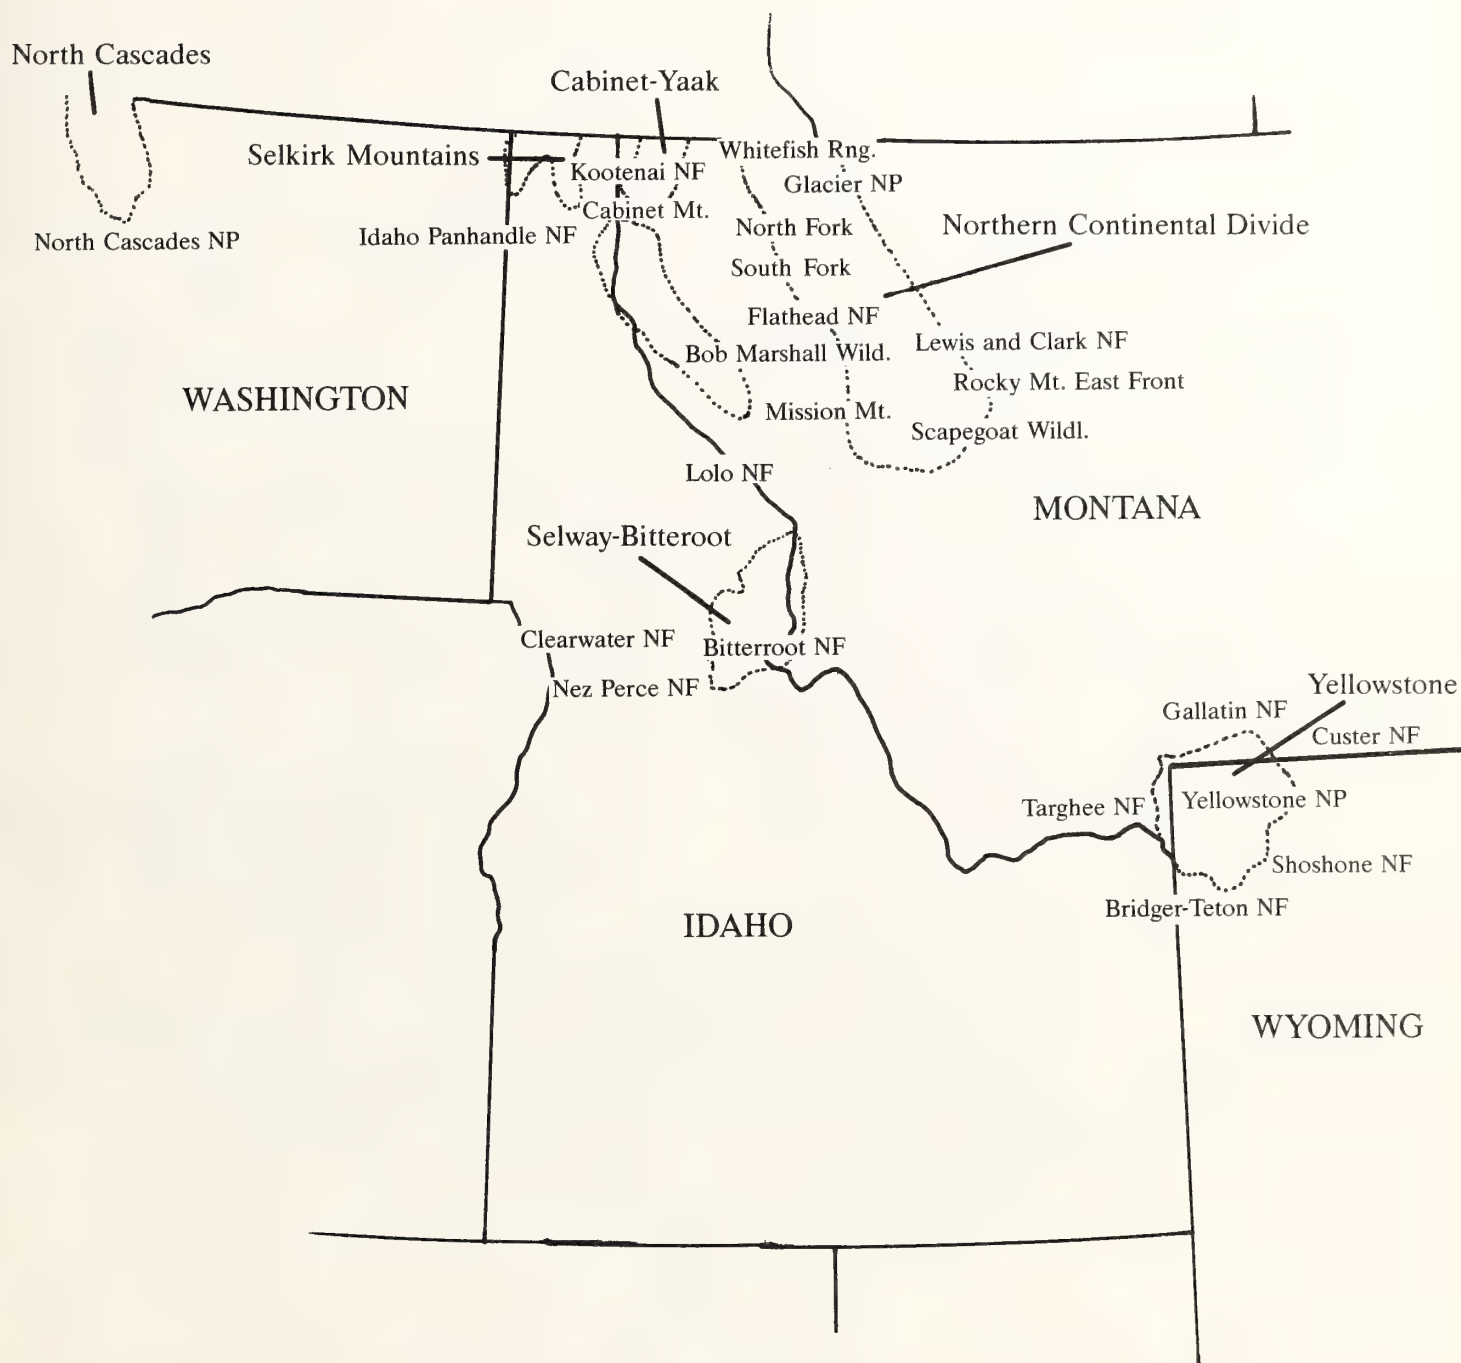 North Cascades
Cabinet-Yaak
Whitefish Rng.
Selkirk Mountains
Kootenai NF
Glacier NP
Cabinet Mt.
North Fork
Northern Continental Divide
North Cascades NP
Idaho Panhandle NF
South Fork
Flathead NF
Lewis and Clark NF
Bob Marshall Wild.
Rocky Mt. East Front
WASHINGTON
Mission Mt.
Scapegoat Wildl.
Lolo NF
MONTANA
Selway-Bitteroot
Clearwater NF
Bitterroot NF
Nez Perce NF
Yellowstone
Gallatin NF
Custer NF
Targhee NF
Yellowstone NP
Shoshone NF
Bridger-Teton NF
IDAHO
WYOMING